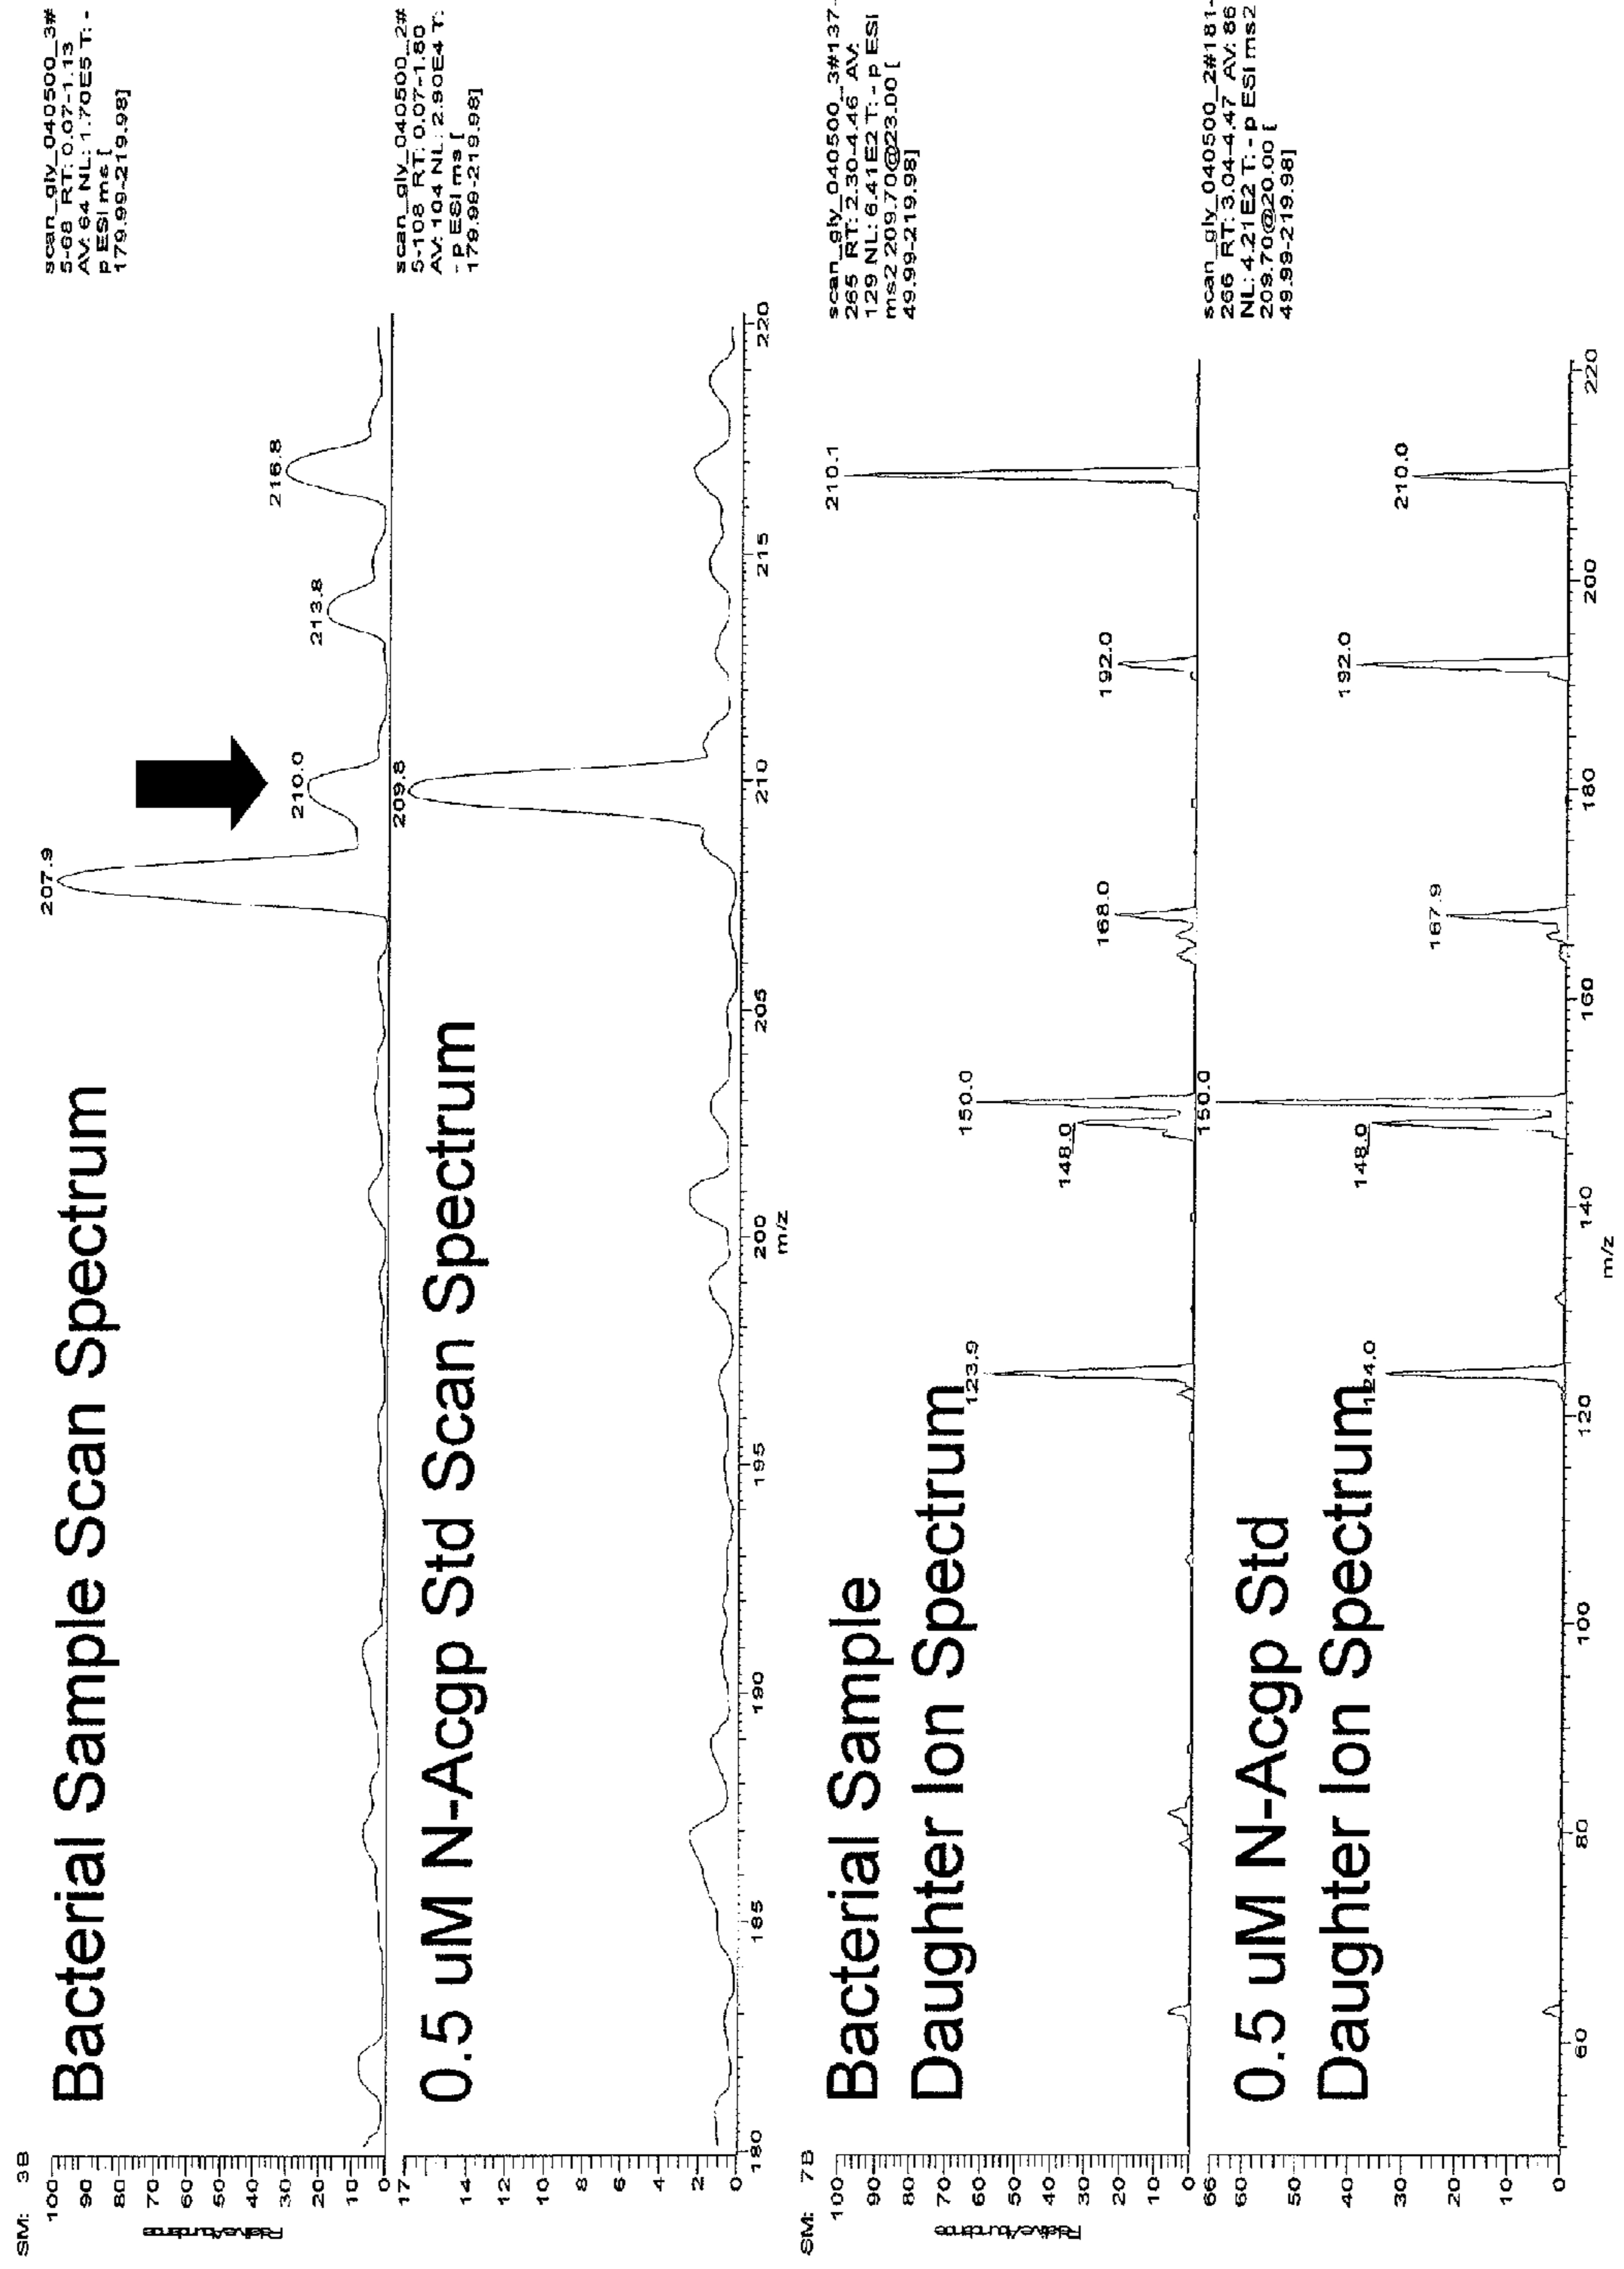 SM: 3B
scan_gly_040500_3#
5-68 RT: 0.07-1.13
AV: 64 NL: 1.70E5 T: -
p ESI ms [
179.99-219.98]
Bacterial Sample Scan Spectrum
207.9
210.0
213.8
216.8
100
90
80
70
60
50
40
30
20
10
0
scan_gly_040500_2#
5-108 RT: 0.07-1.80
AV: 104 NL: 2.90E4 T:
- p ESI ms [
179.99-219.98]
0.5 uM N-Acgp Std Scan Spectrum
209.8
17
14
12
10
8
6
4
2
0
180 185 190 195 200 205 210 215 220
m/z
SM: 7B
scan_gly_040500_3#137-
265 RT: 2.30-4.46 AV:
129 NL: 6.41E2 T: - p ESI
ms2 209.70@23.00 [
49.99-219.98]
Bacterial Sample
Daughter Ion Spectrum
123.9
148.0
150.0
168.0
192.0
210.1
100
90
80
70
60
50
40
30
20
10
0
scan_gly_040500_2#181-
266 RT: 3.04-4.47 AV: 86
NL: 4.21E2 T: - p ESI ms2
209.70@20.00 [
49.99-219.98]
0.5 uM N-Acgp Std
Daughter Ion Spectrum
124.0
148.0
150.0
167.9
192.0
210.0
66
60
50
40
30
20
10
0
60 80 100 120 140 160 180 200 220
m/z